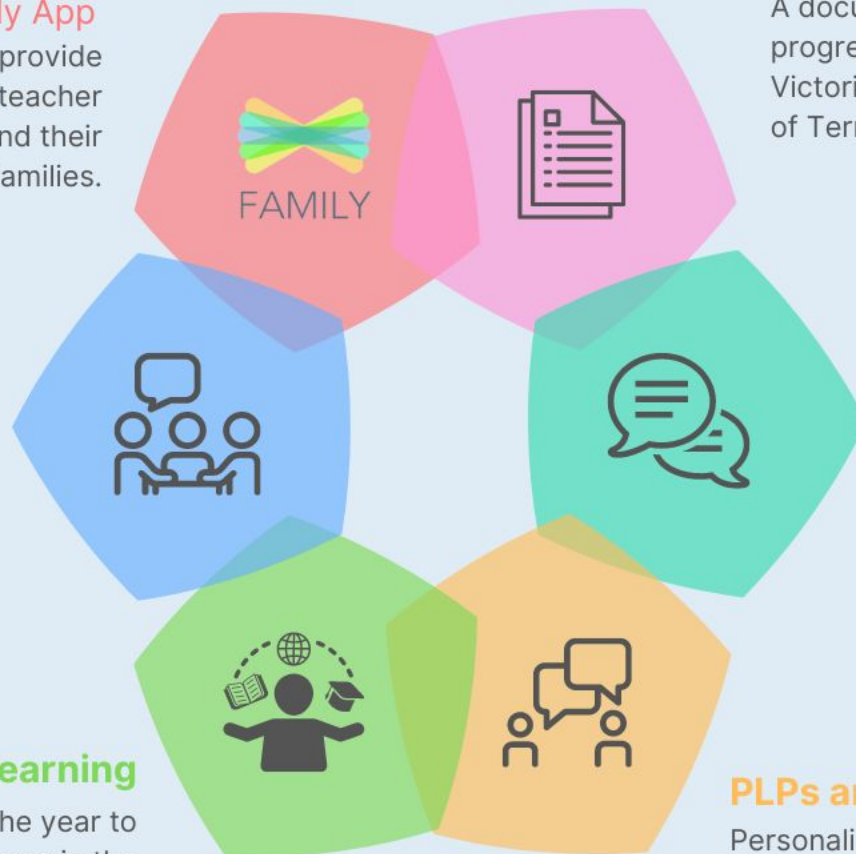 ly App
provide
teacher
nd their
amilies.
A docu
progre
Victori
of Terr
FAMILY
earning
he year to
PLPs a
Personali